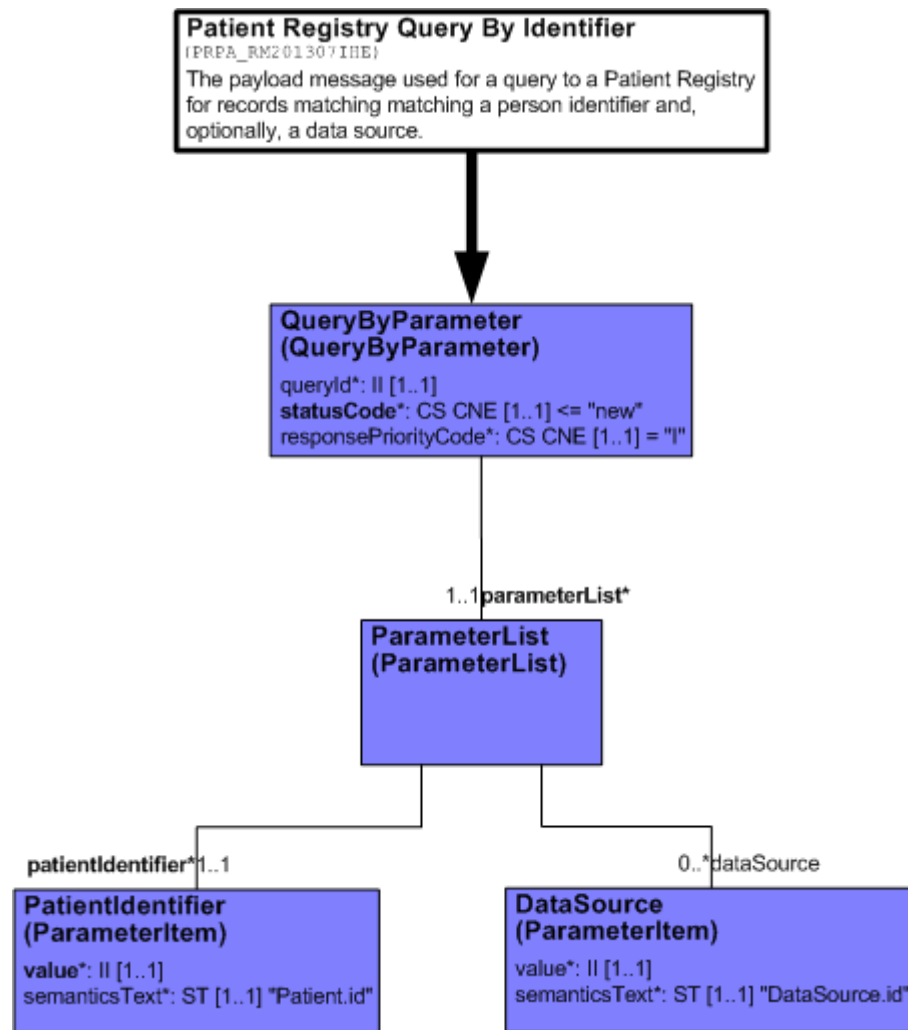 Patient Registry Query By Identifier
(PRPA_RM201307IHE)
The payload message used for a query to a Patient Registry
for records matching matching a person identifier and,
optionally, a data source.
QueryByParameter
(QueryByParameter)
queryId*: II [1..1]
statusCode*: CS CNE [1..1] <= "new"
responsePriorityCode*: CS CNE [1..1] = "I"
1..1parameterList*
ParameterList
(ParameterList)
patientIdentifier*1..1
0..*dataSource
PatientIdentifier
(ParameterItem)
value*: II [1..1]
semanticsText*: ST [1..1] "Patient.id"
DataSource
(ParameterItem)
value*: II [1..1]
semanticsText*: ST [1..1] "DataSource.id"